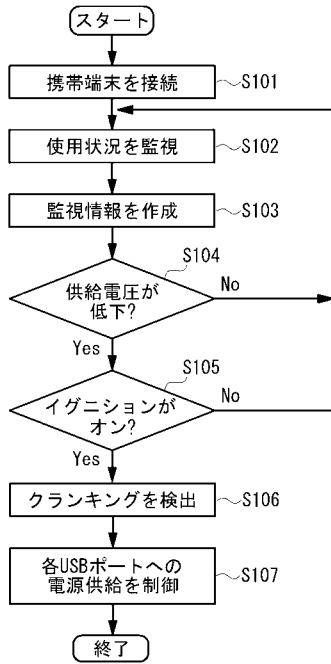 スタート
携帯端末を接続
S101
使用状況を監視
S102
監視情報を作成
S103
S104
供給電圧が
低下?
No
Yes
S105
イグニションが
オン?
No
Yes
クランキングを検出
S106
各USBポートへの
電源供給を制御
S107
終了